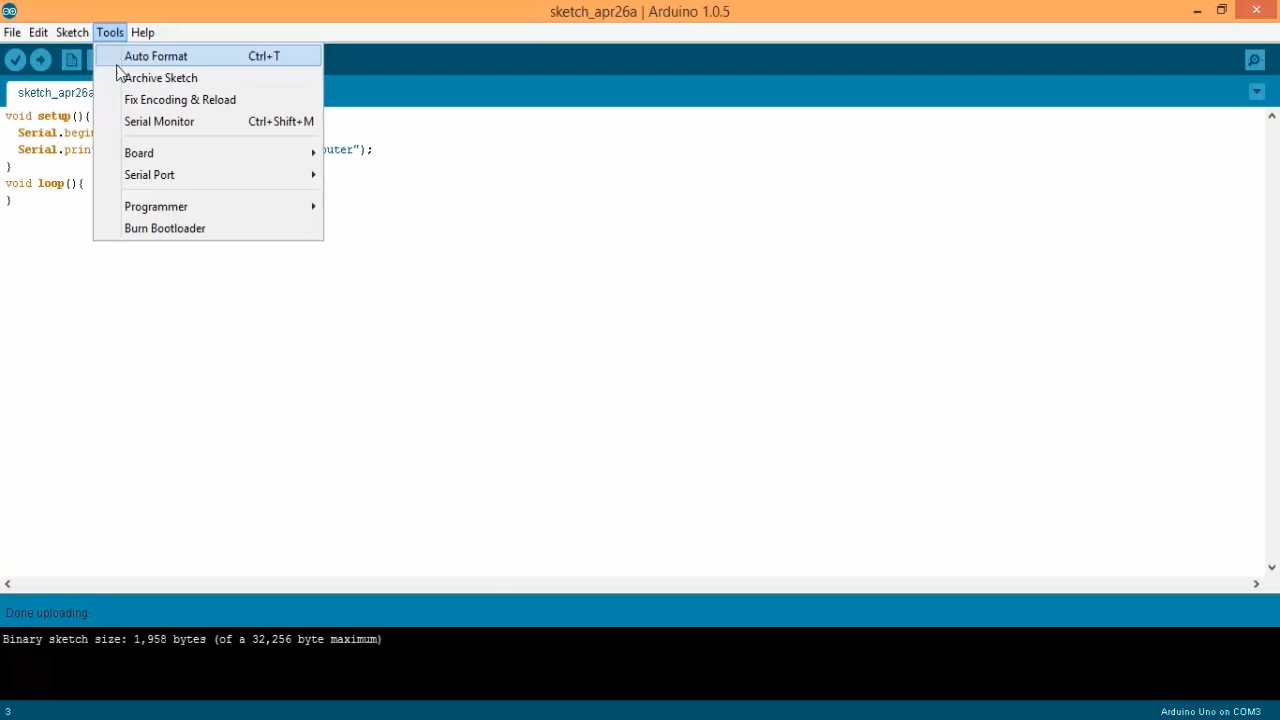 sketch_apr26a | Arduino 1.0.5
File Edit Sketch Tools Help
Auto Format Ctrl+T
Archive Sketch
Fix Encoding & Reload
Serial Monitor Ctrl+Shift+M
Board
Serial Port
Programmer
Burn Bootloader
sketch_apr26a
void setup(){
Serial.begin
Serial.prin uter");
}
void loop(){
}
Done uploading.
Binary sketch size: 1,958 bytes (of a 32,256 byte maximum)
3 Arduino Uno on COM3